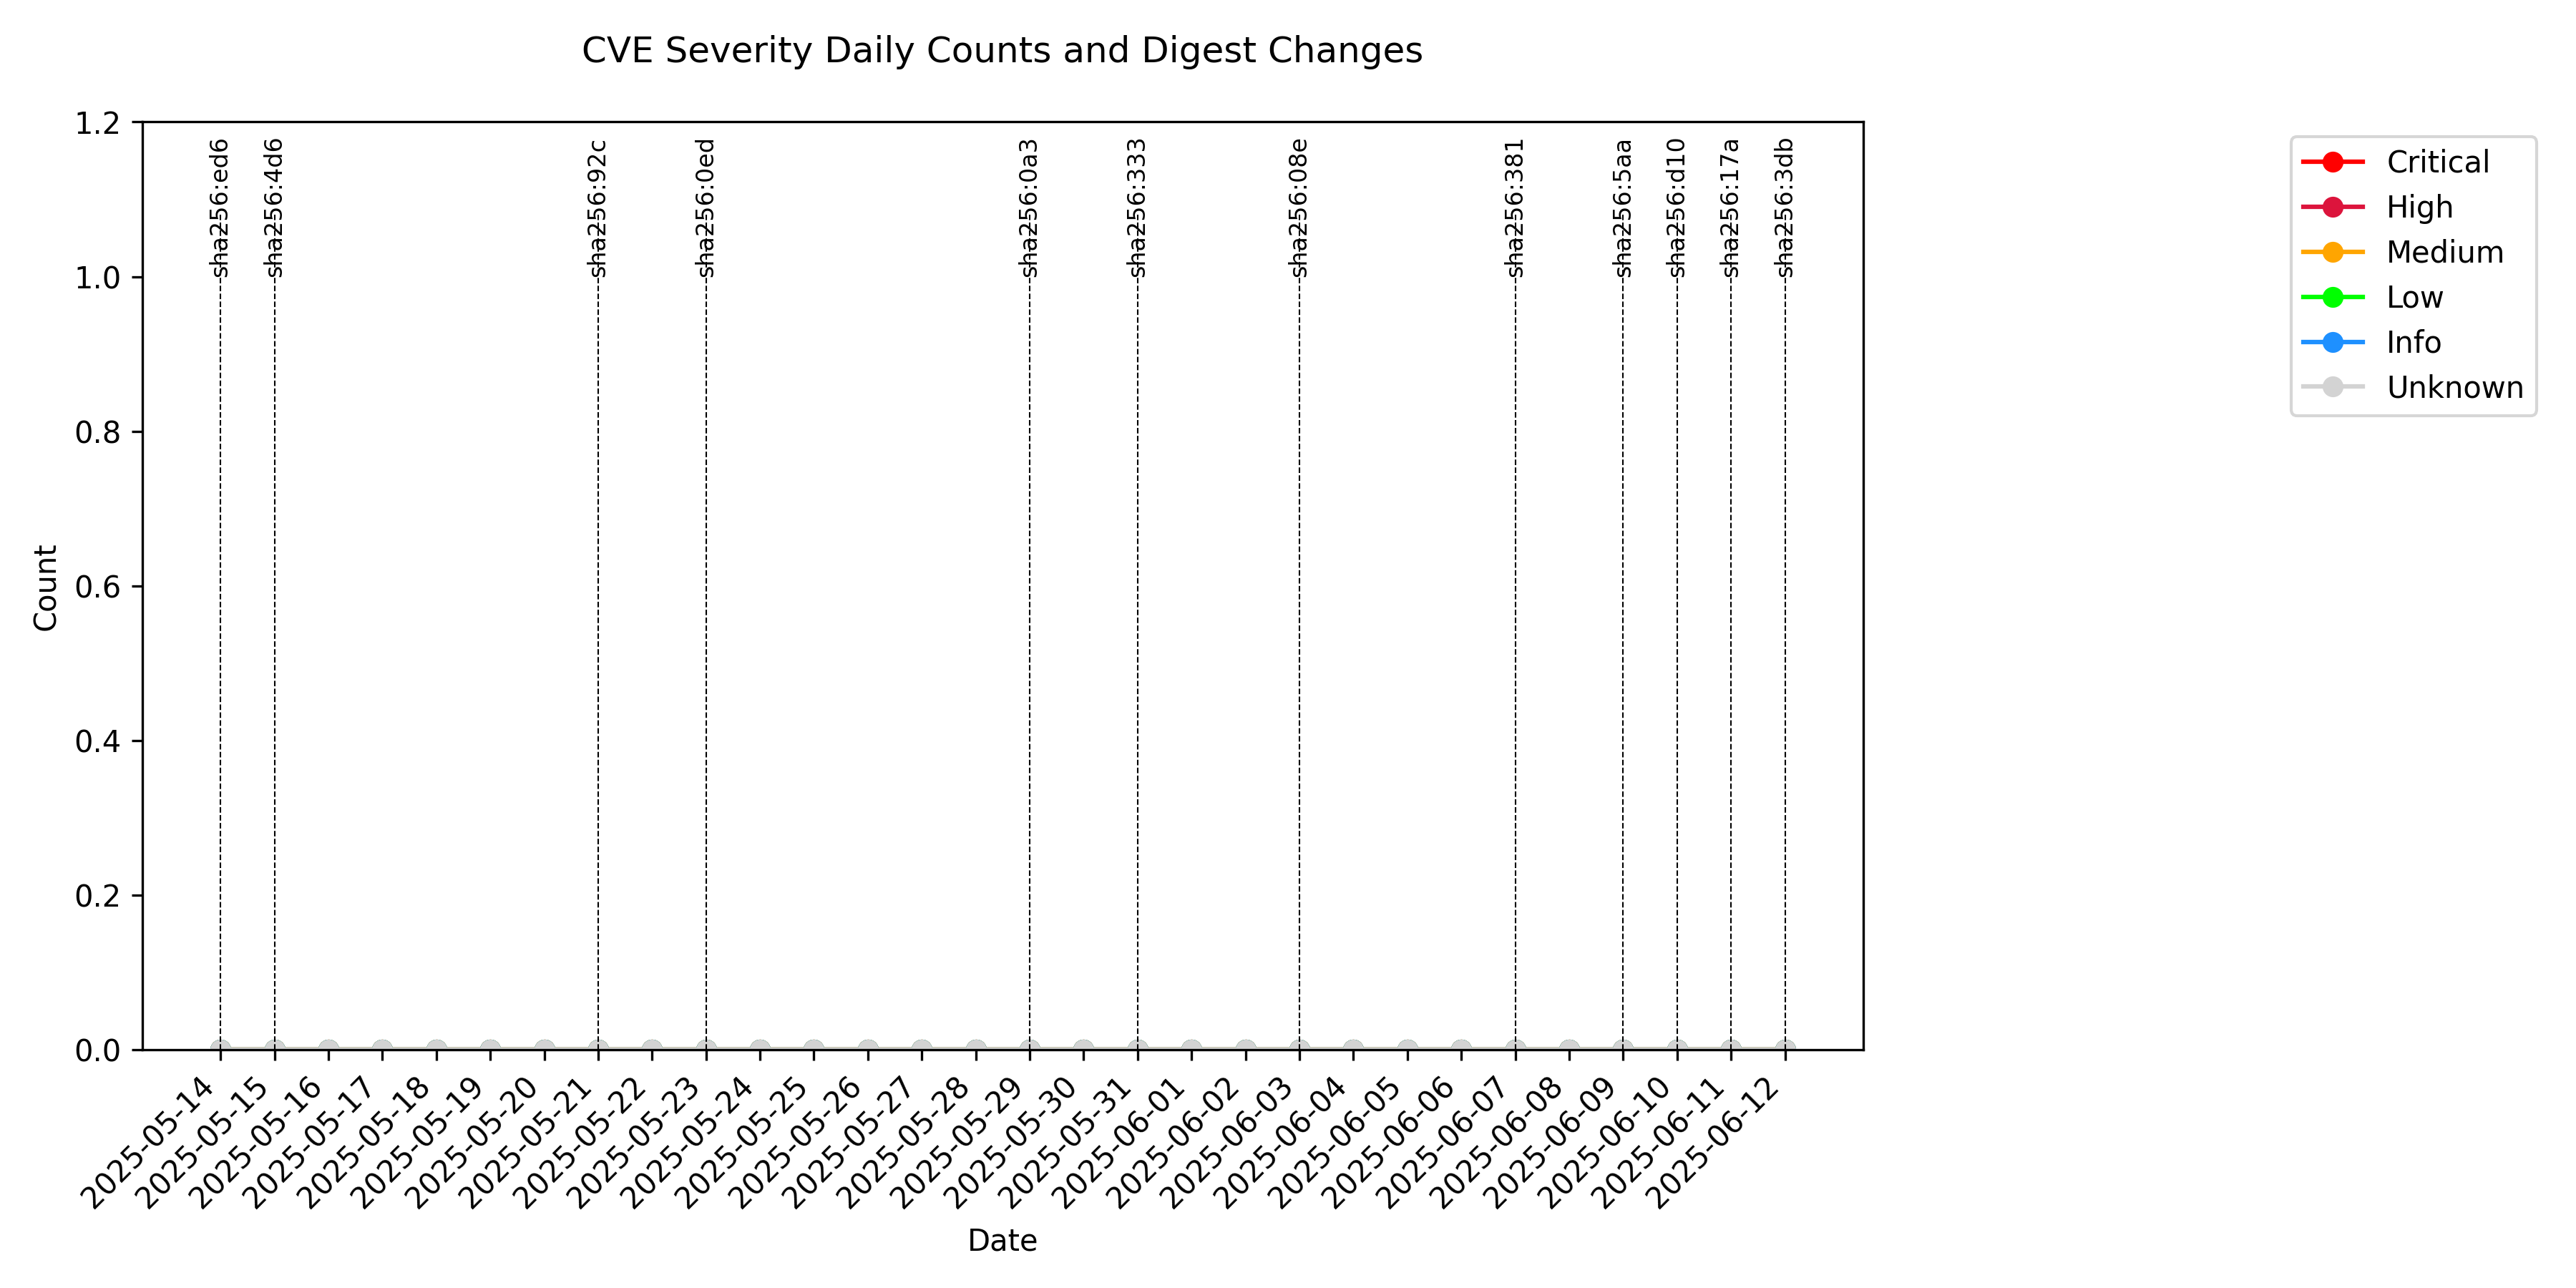 CVE Severity Daily Counts and Digest Changes
1.2
1.0
0.8
0.6
0.4
0.2
0.0
Count
sha256:ed6
sha256:4d6
sha256:92c
sha256:0ed
sha256:0a3
sha256:333
sha256:08e
sha256:381
sha256:5aa
sha256:d10
sha256:17a
sha256:3db
Critical
High
Medium
Low
Info
Unknown
2025-05-14
2025-05-15
2025-05-16
2025-05-17
2025-05-18
2025-05-19
2025-05-20
2025-05-21
2025-05-22
2025-05-23
2025-05-24
2025-05-25
2025-05-26
2025-05-27
2025-05-28
2025-05-29
2025-05-30
2025-05-31
2025-06-01
2025-06-02
2025-06-03
2025-06-04
2025-06-05
2025-06-06
2025-06-07
2025-06-08
2025-06-09
2025-06-10
2025-06-11
2025-06-12
Date